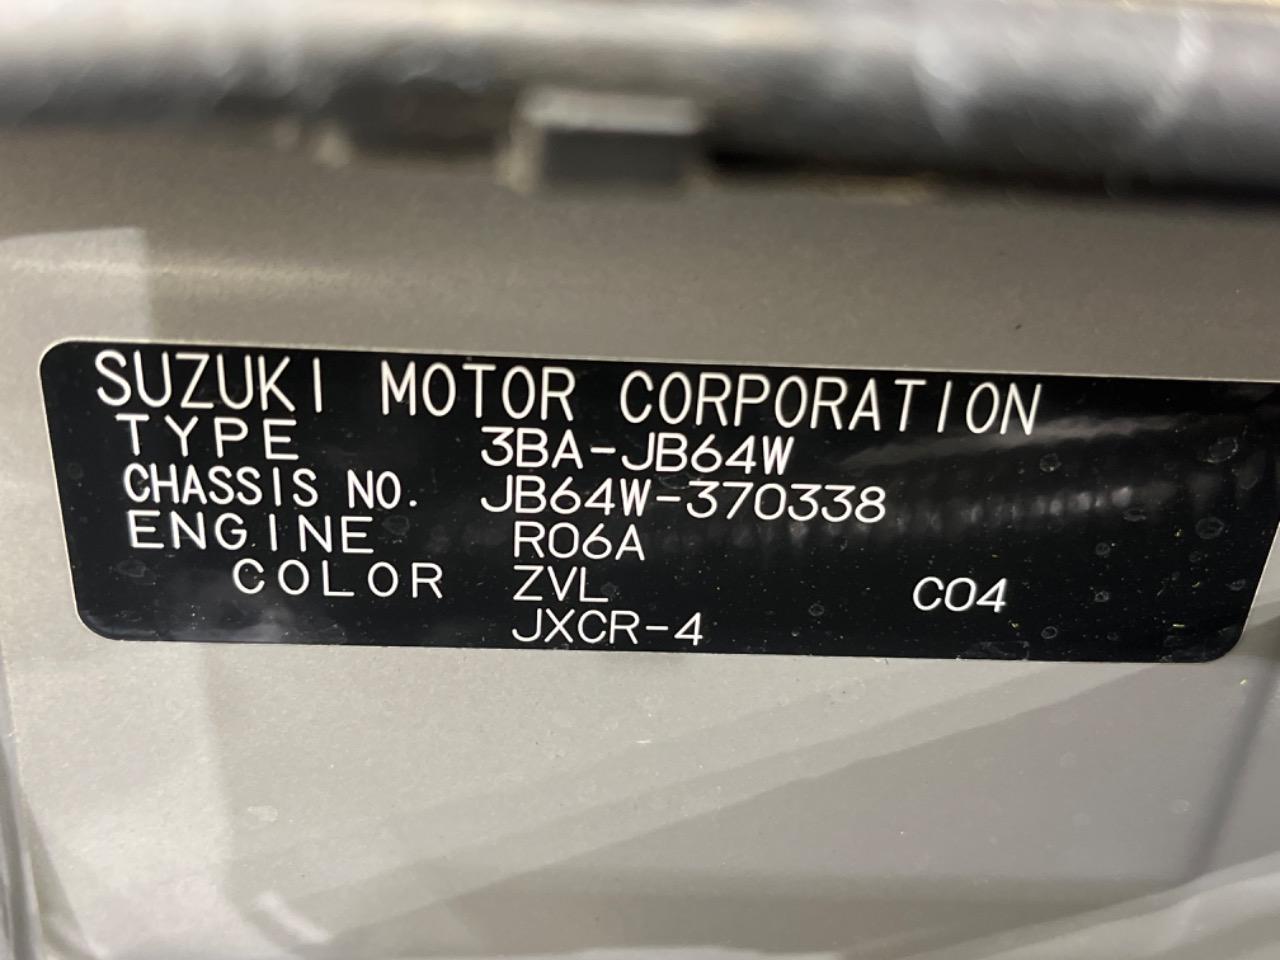 SUZUKI MOTOR CORPORATION
TYPE 3BA-JB64W
CHASSIS NO. JB64W-370338
ENGINE R06A
COLOR ZVL C04
JXCR-4